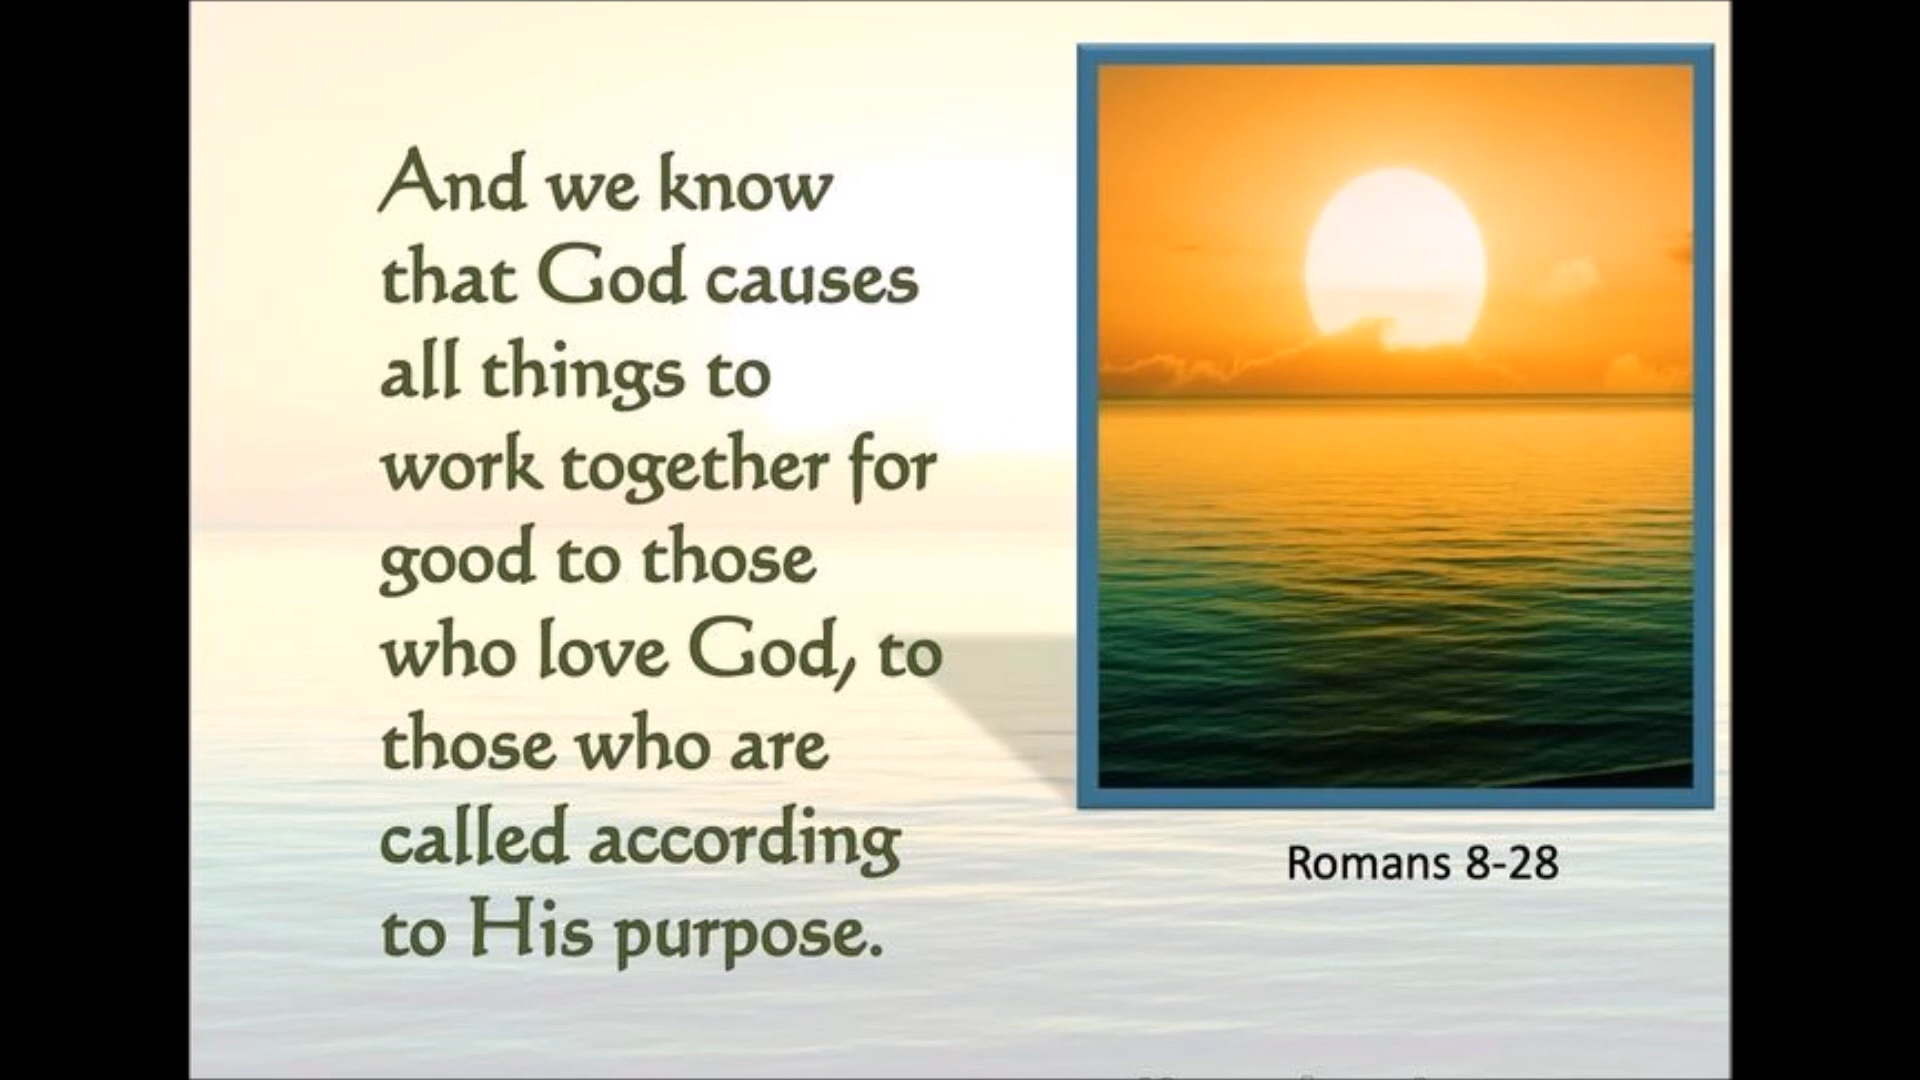 And we know
that God causes
all things to
work together for
good to those
who love God, to
those who are
called according
to His purpose.
Romans 8-28